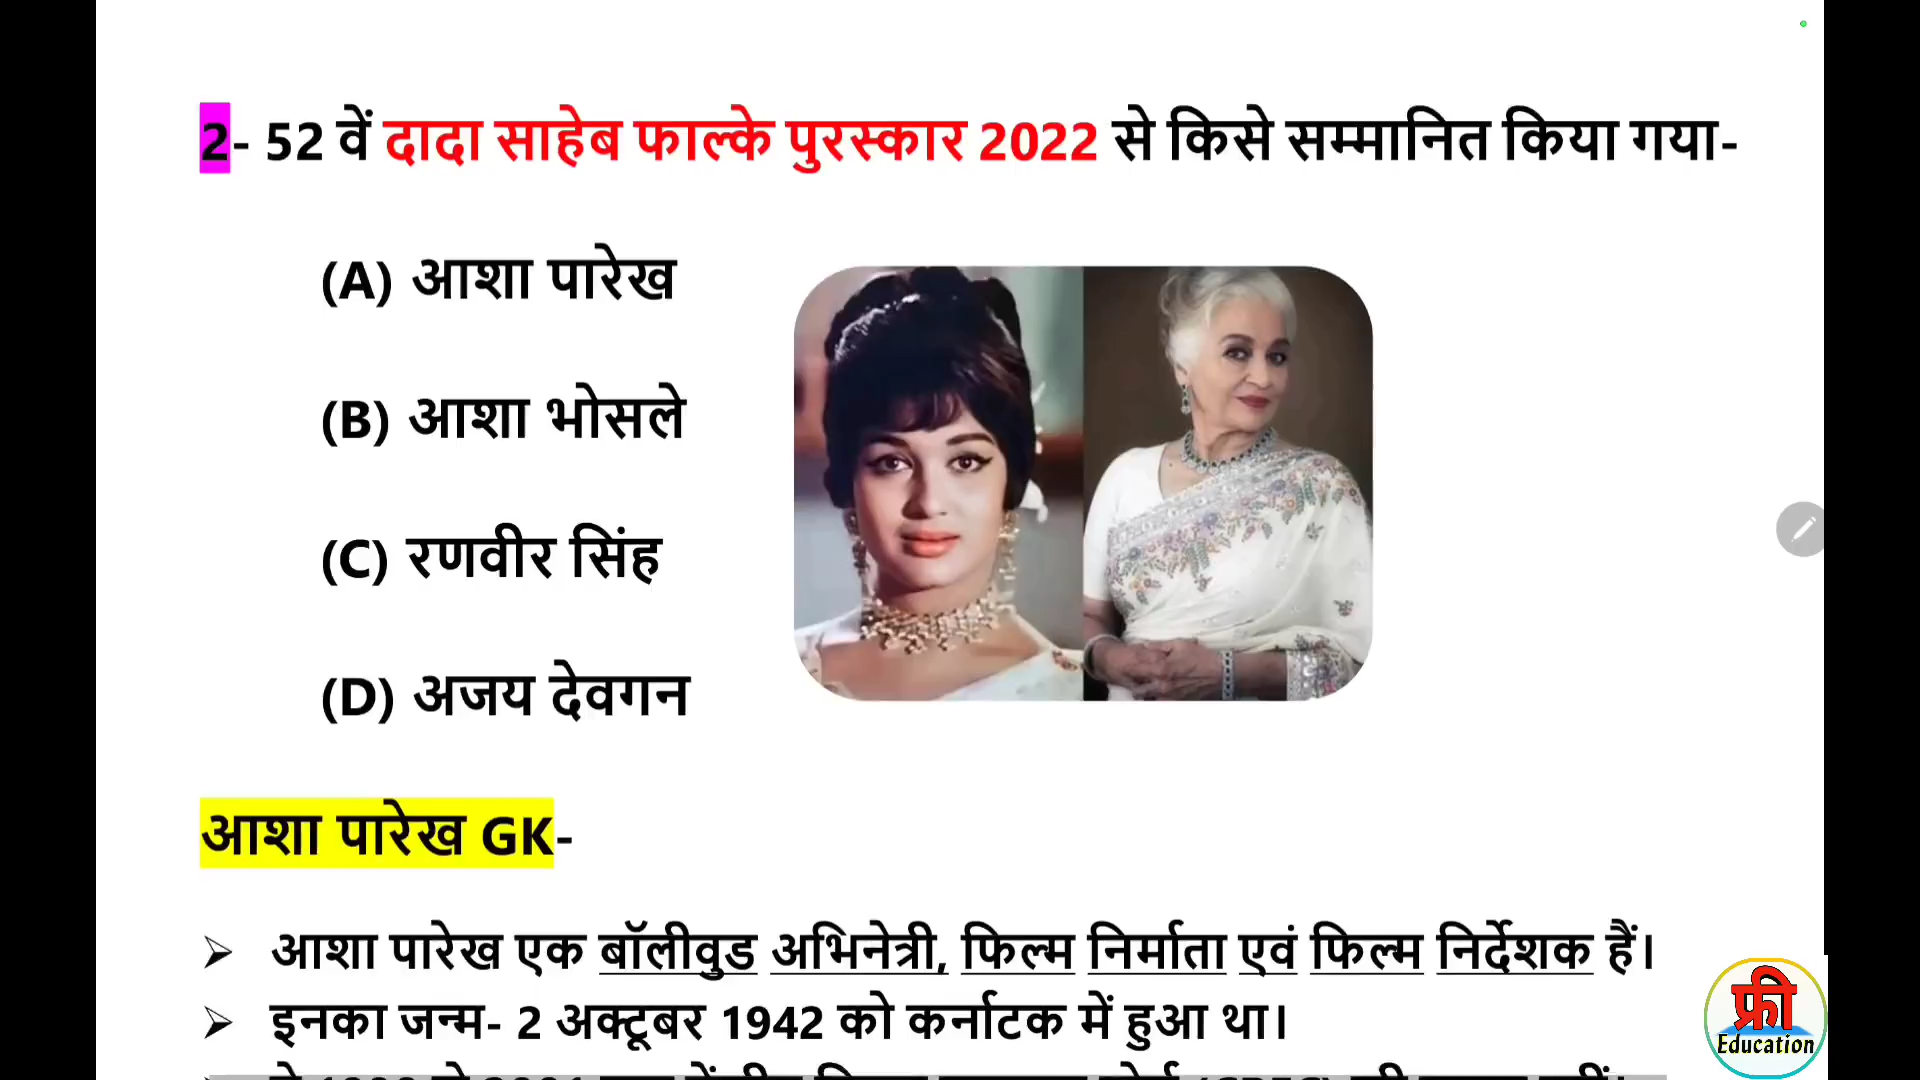 2- 52 वें दादा साहेब फाल्के पुरस्कार 2022 से किसे सम्मानित किया गया-
(A) आशा पारेख
(B) आशा भोसले
(C) रणवीर सिंह
(D) अजय देवगन
आशा पारेख GK-
➢ आशा पारेख एक बॉलीवुड अभिनेत्री, फिल्म निर्माता एवं फिल्म निर्देशक हैं।
➢ इनका जन्म- 2 अक्टूबर 1942 को कर्नाटक में हुआ था।
फ्री
Education